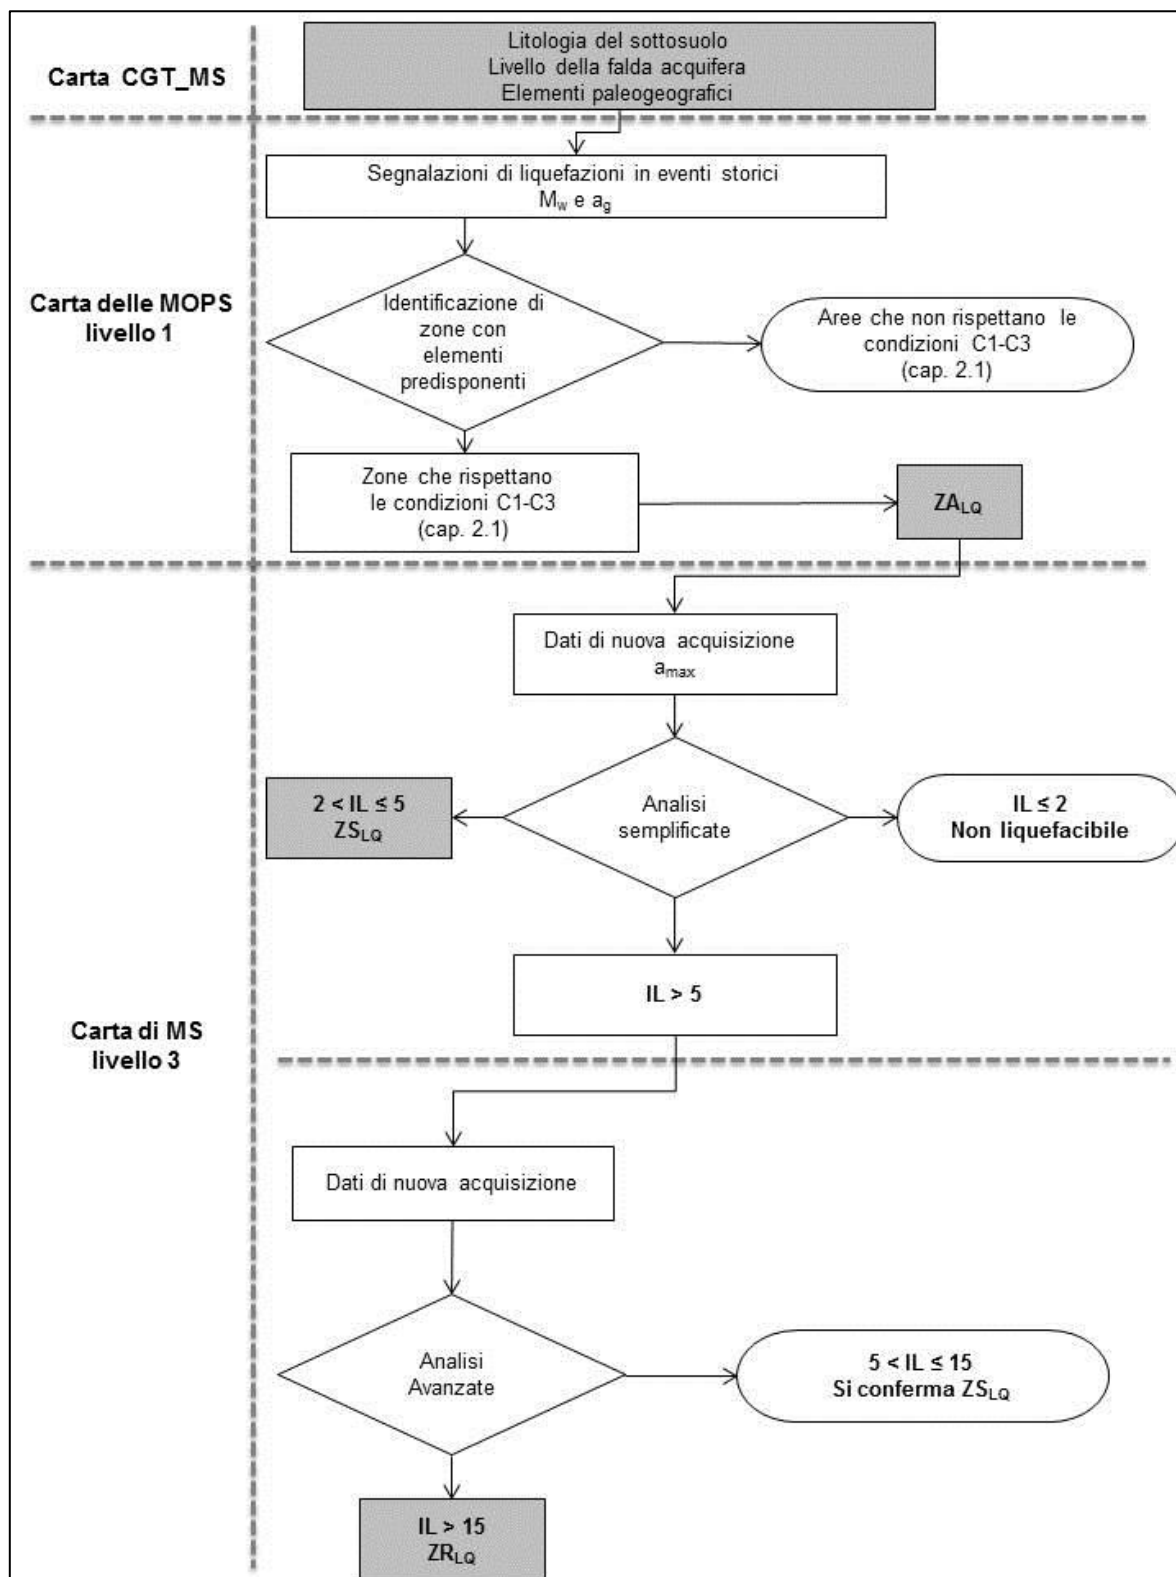 Carta CGT_MS
Litologia del sottosuolo
Livello della falda acquifera
Elementi paleogeografici
Segnalazioni di liquefazioni in eventi storici
Mw e ag
Carta delle MOPS
livello 1
Identificazione di
zone con
elementi
predisponenti
Aree che non rispettano le
condizioni C1-C3
(cap. 2.1)
Zone che rispettano
le condizioni C1-C3
(cap. 2.1)
ZALQ
Dati di nuova acquisizione
amax
2 < IL ≤ 5
ZSLQ
Analisi
semplificate
IL ≤ 2
Non liquefacibile
IL > 5
Carta di MS
livello 3
Dati di nuova acquisizione
Analisi
Avanzate
5 < IL ≤ 15
Si conferma ZSLQ
IL > 15
ZRLQ